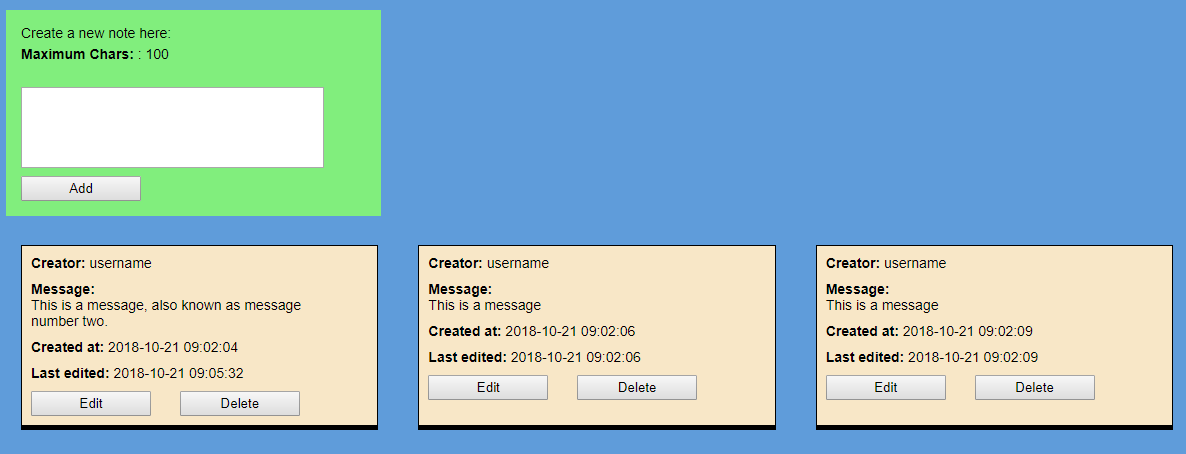 Create a new note here:
Maximum Chars: : 100
Add
Creator: username
Message:
This is a message, also known as message
number two.
Created at: 2018-10-21 09:02:04
Last edited: 2018-10-21 09:05:32
Edit Delete
Creator: username
Message:
This is a message
Created at: 2018-10-21 09:02:06
Last edited: 2018-10-21 09:02:06
Edit Delete
Creator: username
Message:
This is a message
Created at: 2018-10-21 09:02:09
Last edited: 2018-10-21 09:02:09
Edit Delete